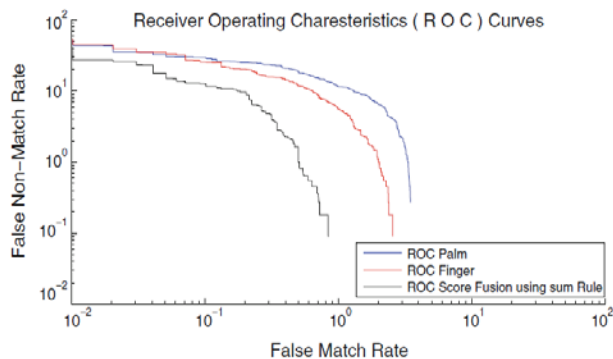 Receiver Operating Charesteristics ( R O C ) Curves
False Non−Match Rate
10^2
10^1
10^0
10^-1
10^-2
ROC Palm
ROC Finger
ROC Score Fusion using sum Rule
10^-2 10^-1 10^0 10^1 10^2
False Match Rate